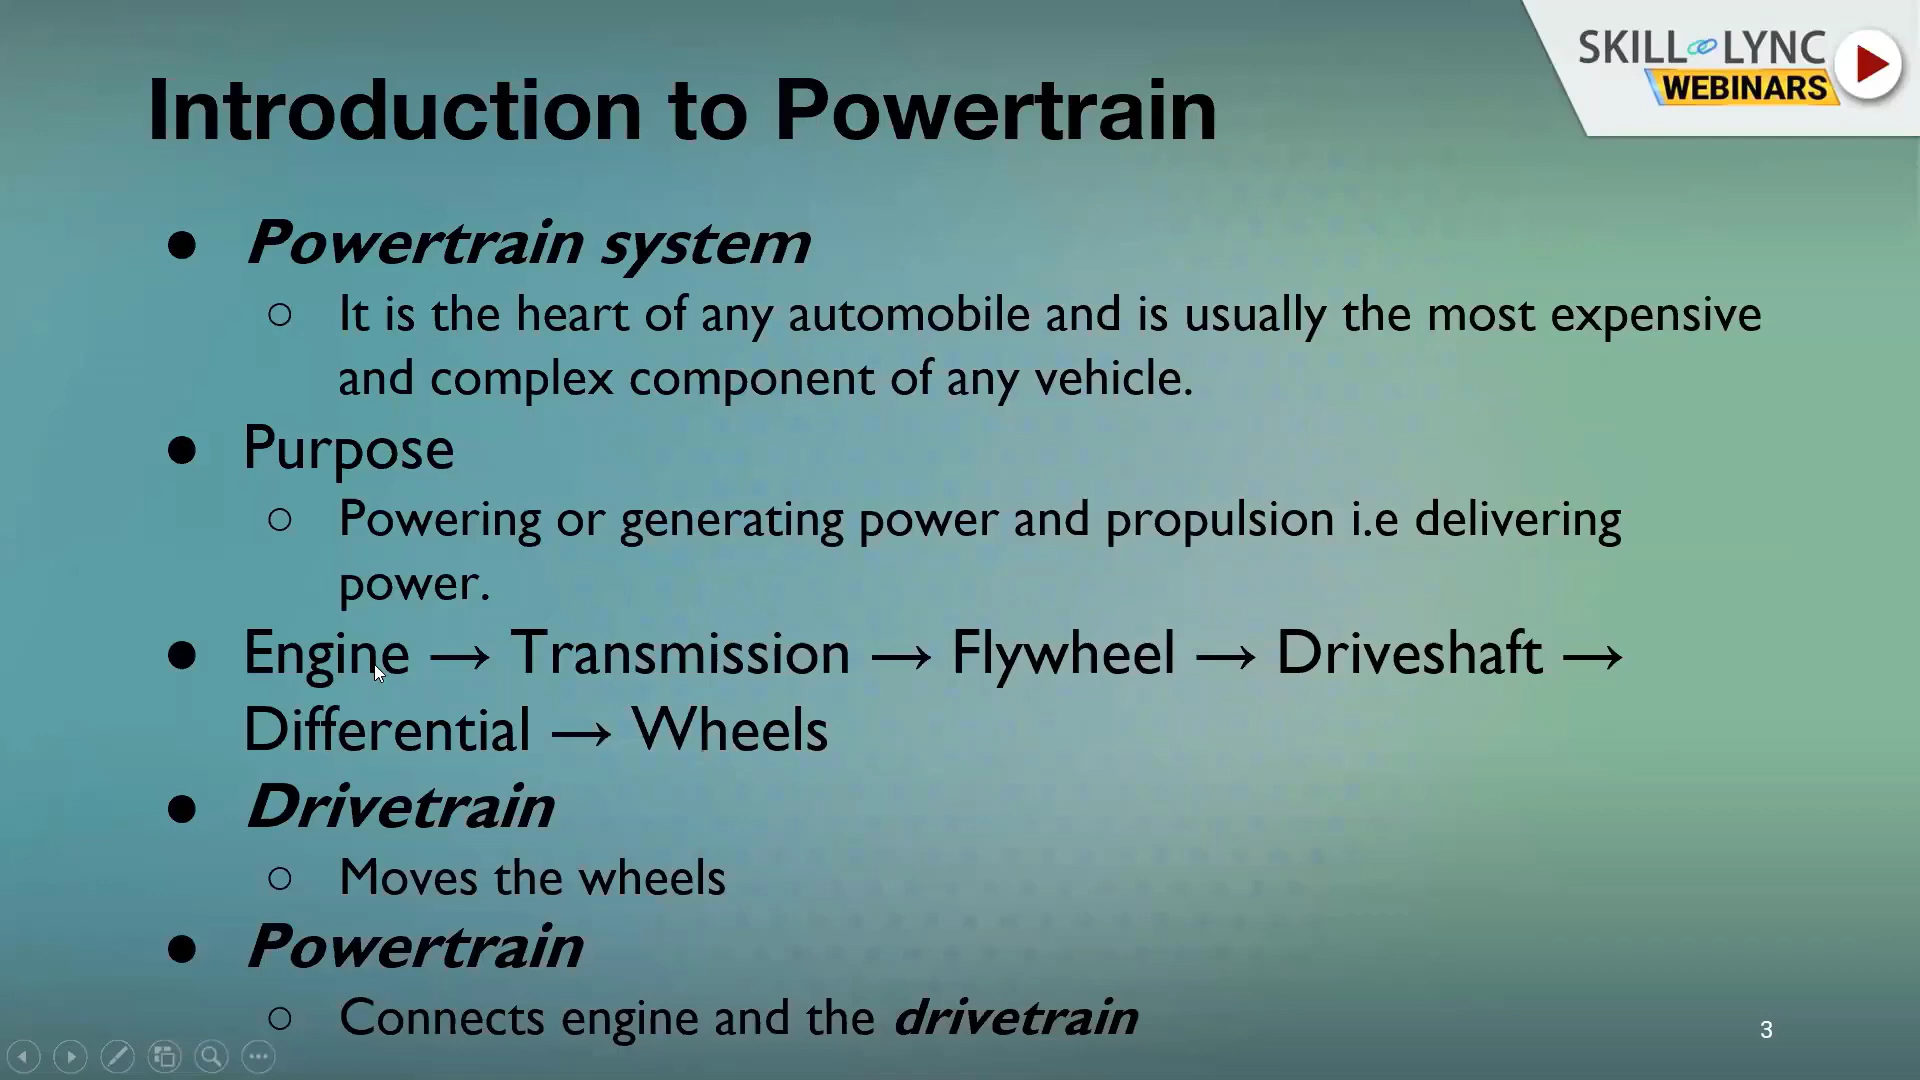 SKILL LYNC
WEBINARS
Introduction to Powertrain
● Powertrain system
○ It is the heart of any automobile and is usually the most expensive
and complex component of any vehicle.
● Purpose
○ Powering or generating power and propulsion i.e delivering
power.
● Engine → Transmission → Flywheel → Driveshaft →
Differential → Wheels
● Drivetrain
○ Moves the wheels
● Powertrain
○ Connects engine and the drivetrain
3